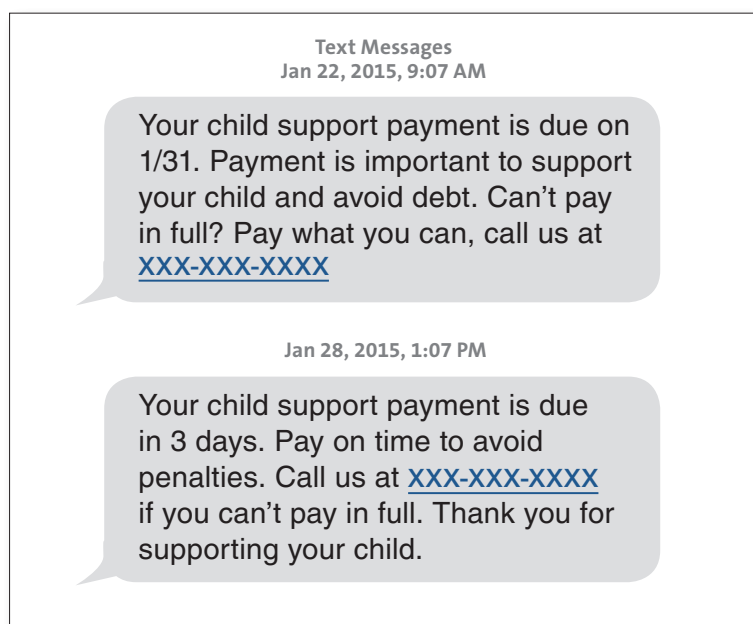 Text Messages
Jan 22, 2015, 9:07 AM
Your child support payment is due on
1/31. Payment is important to support
your child and avoid debt. Can’t pay
in full? Pay what you can, call us at
XXX-XXX-XXXX
Jan 28, 2015, 1:07 PM
Your child support payment is due
in 3 days. Pay on time to avoid
penalties. Call us at XXX-XXX-XXXX
if you can’t pay in full. Thank you for
supporting your child.